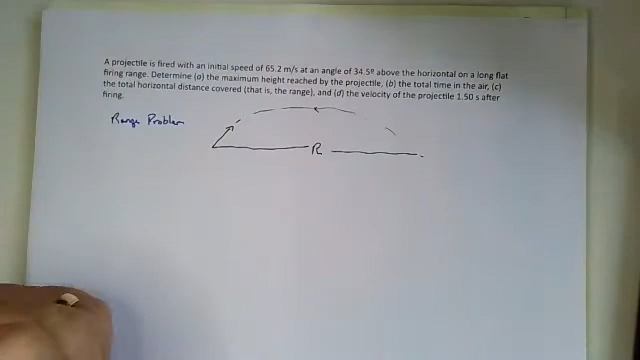 A projectile is fired with an initial speed of 65.2 m/s at an angle of 34.5º above the horizontal on a long flat
firing range. Determine (a) the maximum height reached by the projectile, (b) the total time in the air, (c)
the total horizontal distance covered (that is, the range), and (d) the velocity of the projectile 1.50 s after
firing.
Range Problem
R